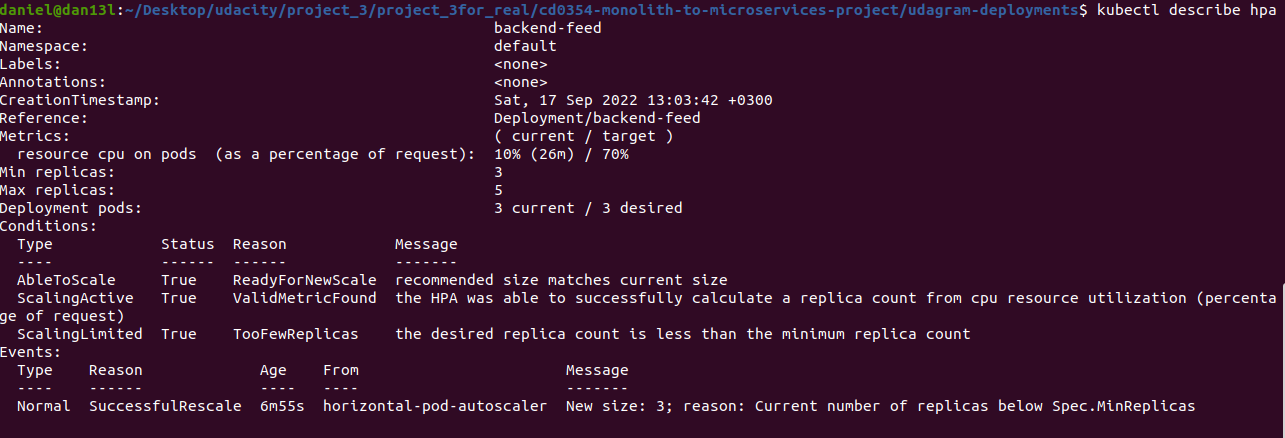 daniel@dan13l:~/Desktop/udacity/project_3/project_3for_real/cd0354-monolith-to-microservices-project/udagram-deployments$ kubectl describe hpa
Name:                                                  backend-feed
Namespace:                                             default
Labels:                                                <none>
Annotations:                                           <none>
CreationTimestamp:                                     Sat, 17 Sep 2022 13:03:42 +0300
Reference:                                             Deployment/backend-feed
Metrics:                                               ( current / target )
  resource cpu on pods  (as a percentage of request):  10% (26m) / 70%
Min replicas:                                          3
Max replicas:                                          5
Deployment pods:                                       3 current / 3 desired
Conditions:
  Type            Status  Reason            Message
  ----            ------  ------            -------
  AbleToScale     True    ReadyForNewScale  recommended size matches current size
  ScalingActive   True    ValidMetricFound  the HPA was able to successfully calculate a replica count from cpu resource utilization (percenta
ge of request)
  ScalingLimited  True    TooFewReplicas    the desired replica count is less than the minimum replica count
Events:
  Type    Reason             Age    From                       Message
  ----    ------             ----   ----                       -------
  Normal  SuccessfulRescale  6m55s  horizontal-pod-autoscaler  New size: 3; reason: Current number of replicas below Spec.MinReplicas